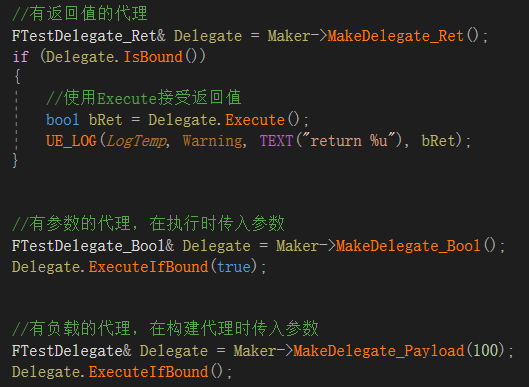 //有返回值的代理
FTestDelegate_Ret& Delegate = Maker->MakeDelegate_Ret();
if (Delegate.IsBound())
{
//使用Execute接受返回值
bool bRet = Delegate.Execute();
UE_LOG(LogTemp, Warning, TEXT("return %u"), bRet);
}
//有参数的代理，在执行时传入参数
FTestDelegate_Bool& Delegate = Maker->MakeDelegate_Bool();
Delegate.ExecuteIfBound(true);
//有负载的代理，在构建代理时传入参数
FTestDelegate& Delegate = Maker->MakeDelegate_Payload(100);
Delegate.ExecuteIfBound();